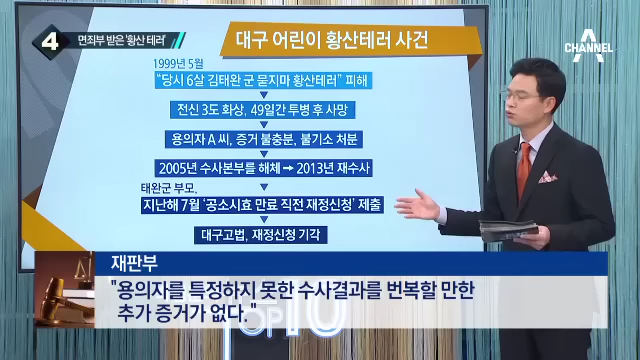 4 면죄부 받은 '황산 테러'
CHANNEL A
대구 어린이 황산테러 사건
1999년 5월
"당시 6살 김태완 군 묻지마 황산테러" 피해
전신 3도 화상, 49일간 투병 후 사망
용의자 A 씨, 증거 불충분, 불기소 처분
2005년 수사본부를 해체 → 2013년 재수사
태완군 부모,
지난해 7월 '공소시효 만료 직전 재정신청' 제출
대구고법, 재정신청 기각
재판부
"용의자를 특정하지 못한 수사결과를 번복할 만한
추가 증거가 없다."
TOP10